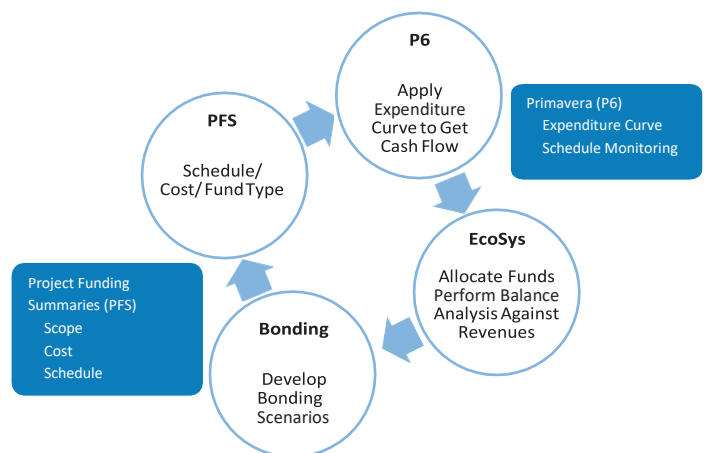 P6
Apply
Expenditure
Curve to Get
Cash Flow
Primavera (P6)
Expenditure Curve
Schedule Monitoring
PFS
Schedule/
Cost/ Fund Type
EcoSys
Allocate Funds
Perform Balance
Analysis Against
Revenues
Project Funding
Summaries (PFS)
Scope
Cost
Schedule
Bonding
Develop
Bonding
Scenarios